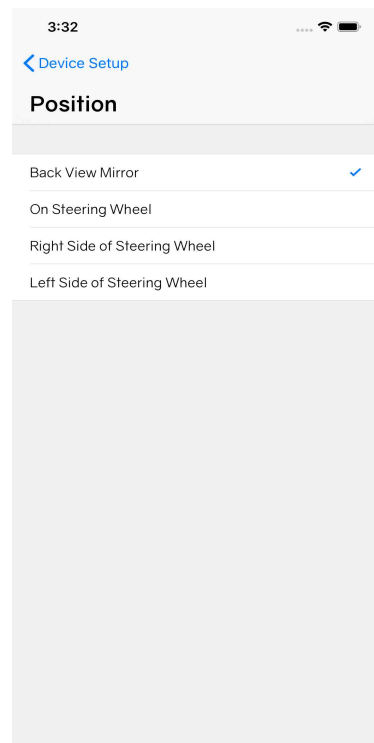 3:32
Device Setup
Position
Back View Mirror
On Steering Wheel
Right Side of Steering Wheel
Left Side of Steering Wheel